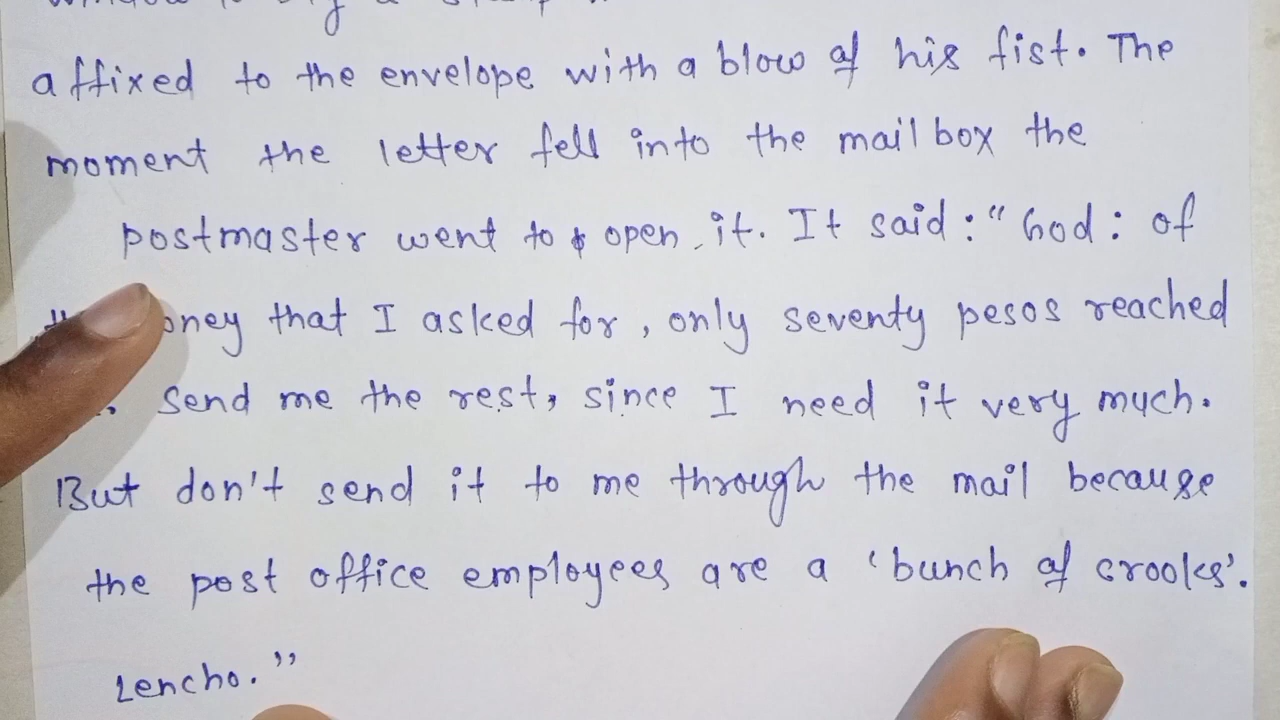 affixed to the envelope with a blow of his fist. The
moment the letter fell into the mail box the
postmaster went to open it. It said: "God: of
that I asked for, only seventy pesos reached
send me the rest, since I need it very much.
But don't send it to me through the mail because
the post office employees are a 'bunch of crooks'.
Lencho."